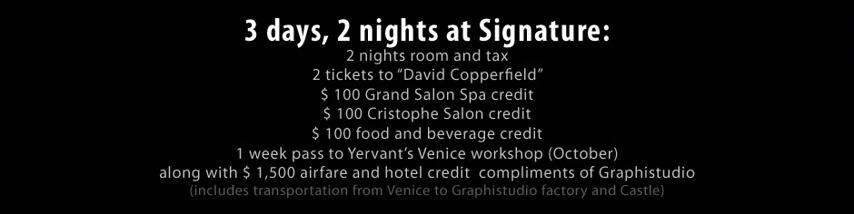 3 days, 2 nights at Signature:
2 nights room and tax
2 tickets to “David Copperfield”
$ 100 Grand Salon Spa credit
$ 100 Cristophe Salon credit
$ 100 food and beverage credit
1 week pass to Yervant’s Venice workshop (October)
along with $ 1,500 airfare and hotel credit  compliments of Graphistudio
(includes transportation from Venice to Graphistudio factory and Castle)